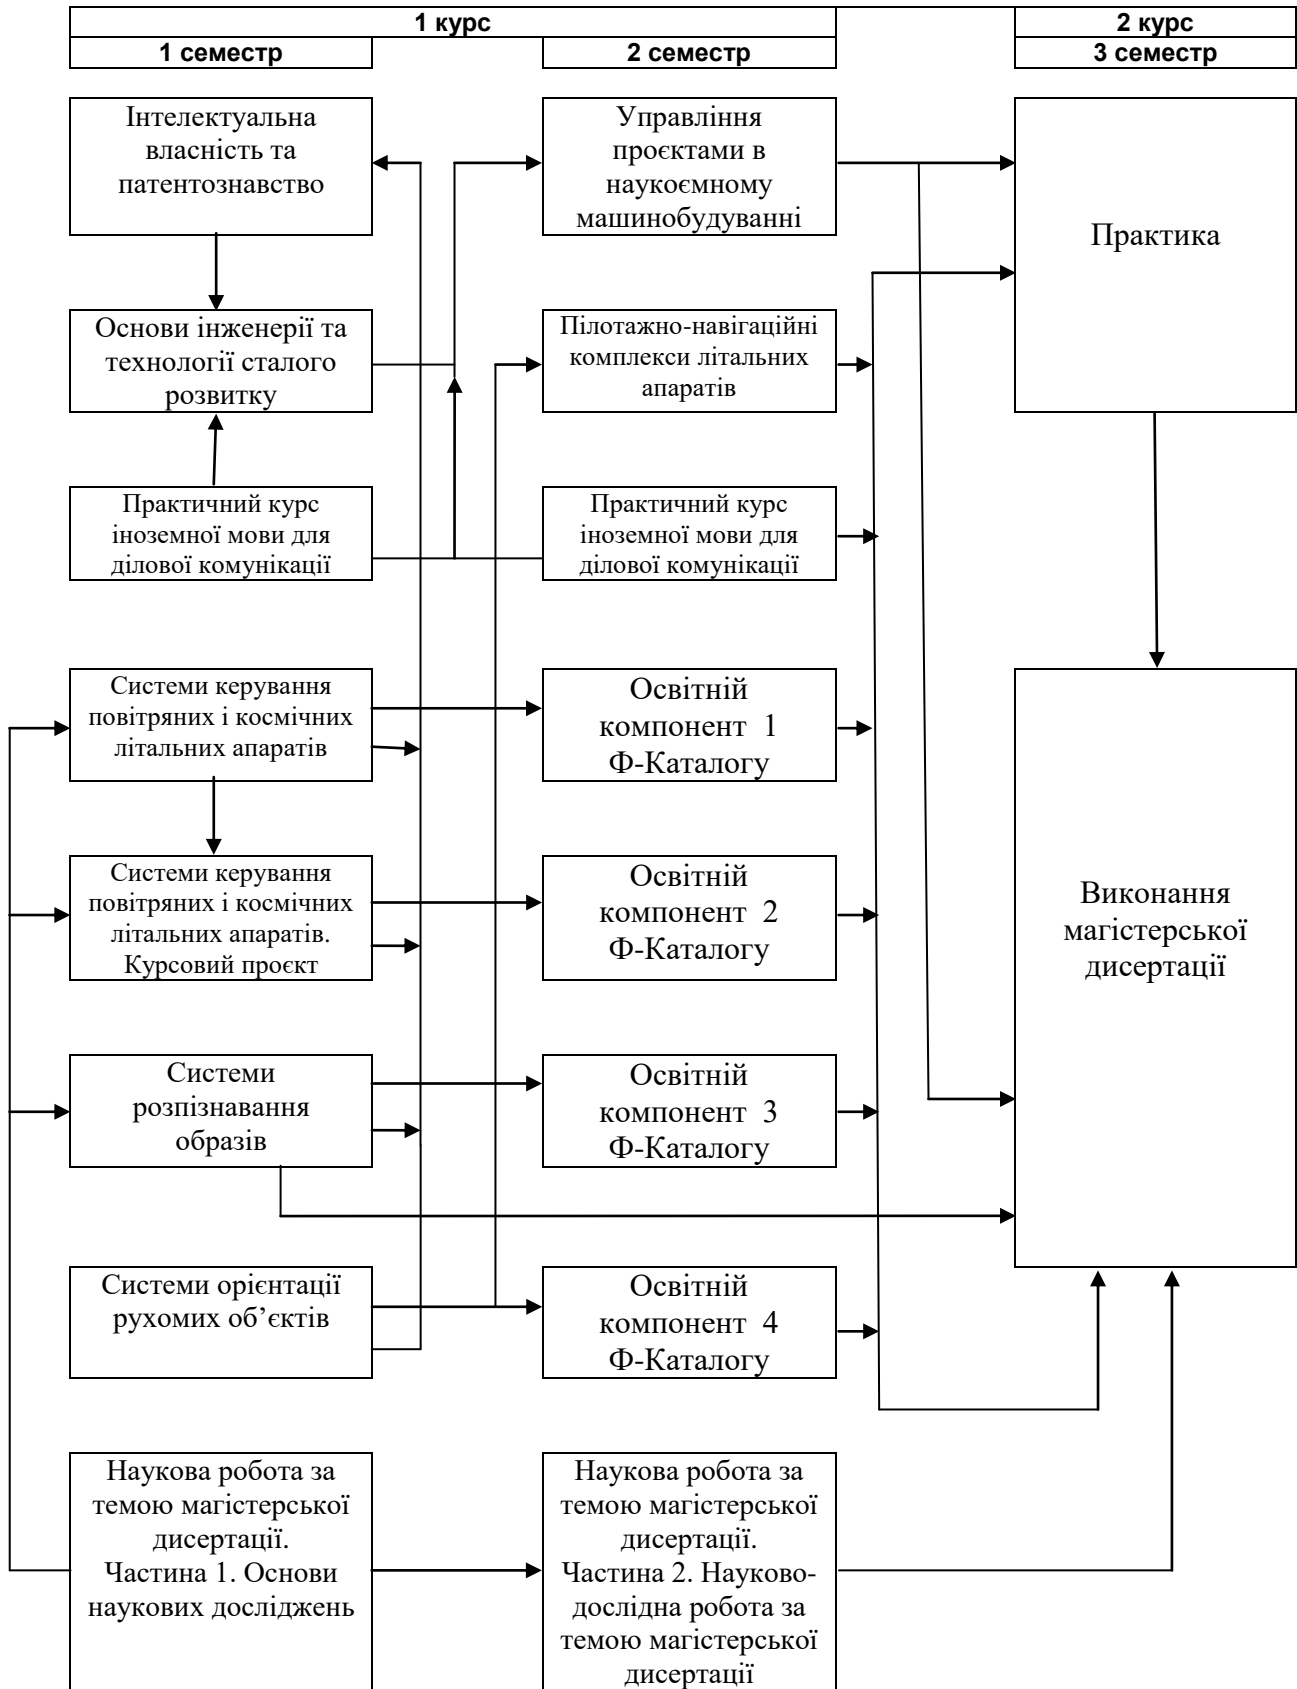 1 курс
2 курс
1 семестр
2 семестр
3 семестр
Інтелектуальна
власність та
патентознавство
Управління
проєктами в
наукоємному
машинобудуванні
Практика
Основи інженерії та
технології сталого
розвитку
Пілотажно-навігаційні
комплекси літальних
апаратів
Практичний курс
іноземної мови для
ділової комунікації
Практичний курс
іноземної мови для
ділової комунікації
Системи керування
повітряних і космічних
літальних апаратів
Освітній
компонент 1
Ф-Каталогу
Системи керування
повітряних і космічних
літальних апаратів.
Курсовий проєкт
Освітній
компонент 2
Ф-Каталогу
Виконання
магістерської
дисертації
Системи
розпізнавання
образів
Освітній
компонент 3
Ф-Каталогу
Системи орієнтації
рухомих об’єктів
Освітній
компонент 4
Ф-Каталогу
Наукова робота за
темою магістерської
дисертації.
Частина 1. Основи
наукових досліджень
Наукова робота за
темою магістерської
дисертації.
Частина 2. Науково-
дослідна робота за
темою магістерської
дисертації